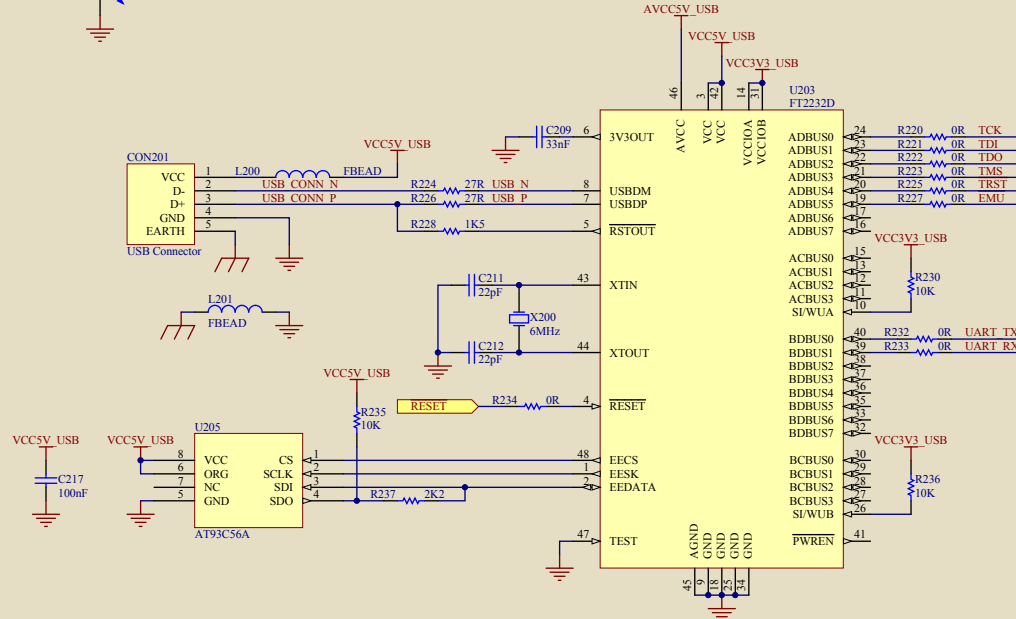 AVCC5V_USB
VCC5V_USB
VCC3V3_USB
46
3
42
14
31
U203
FT2232D
AVCC
VCC
VCC
VCCIOA
VCCIOB
C209
33nF
6
3V3OUT
ADBUS0
24
R220
0R
TCK
ADBUS1
23
R221
0R
TDI
ADBUS2
22
R222
0R
TDO
ADBUS3
21
R223
0R
TMS
ADBUS4
20
R225
0R
TRST
ADBUS5
19
R227
0R
EMU
ADBUS6
17
ADBUS7
16
VCC5V_USB
CON201
VCC
1
L200
FBEAD
D-
2
USB_CONN_N
R224
27R
USB_N
8
USBDM
D+
3
USB_CONN_P
R226
27R
USB_P
7
USBDP
GND
4
EARTH
5
USB Connector
R228
1K5
5
RSTOUT
VCC3V3_USB
ACBUS0
15
ACBUS1
13
ACBUS2
12
ACBUS3
11
SI/WUA
10
R230
10K
L201
FBEAD
C211
22pF
43
XTIN
X200
6MHz
C212
22pF
44
XTOUT
BDBUS0
40
R232
0R
UART_TX
BDBUS1
39
R233
0R
UART_RX
BDBUS2
38
BDBUS3
37
BDBUS4
36
BDBUS5
35
BDBUS6
33
BDBUS7
32
VCC5V_USB
R235
10K
RESET
R234
0R
4
RESET
VCC5V_USB
C217
100nF
VCC5V_USB
U205
8
VCC
CS
1
6
ORG
SCLK
2
7
NC
SDI
3
5
GND
SDO
4
AT93C56A
R237
2K2
48
EECS
1
EESK
2
EEDATA
VCC3V3_USB
BCBUS0
30
BCBUS1
29
BCBUS2
28
BCBUS3
27
SI/WUB
26
R236
10K
47
TEST
PWREN
41
AGND
GND
GND
GND
GND
45
9
18
25
34